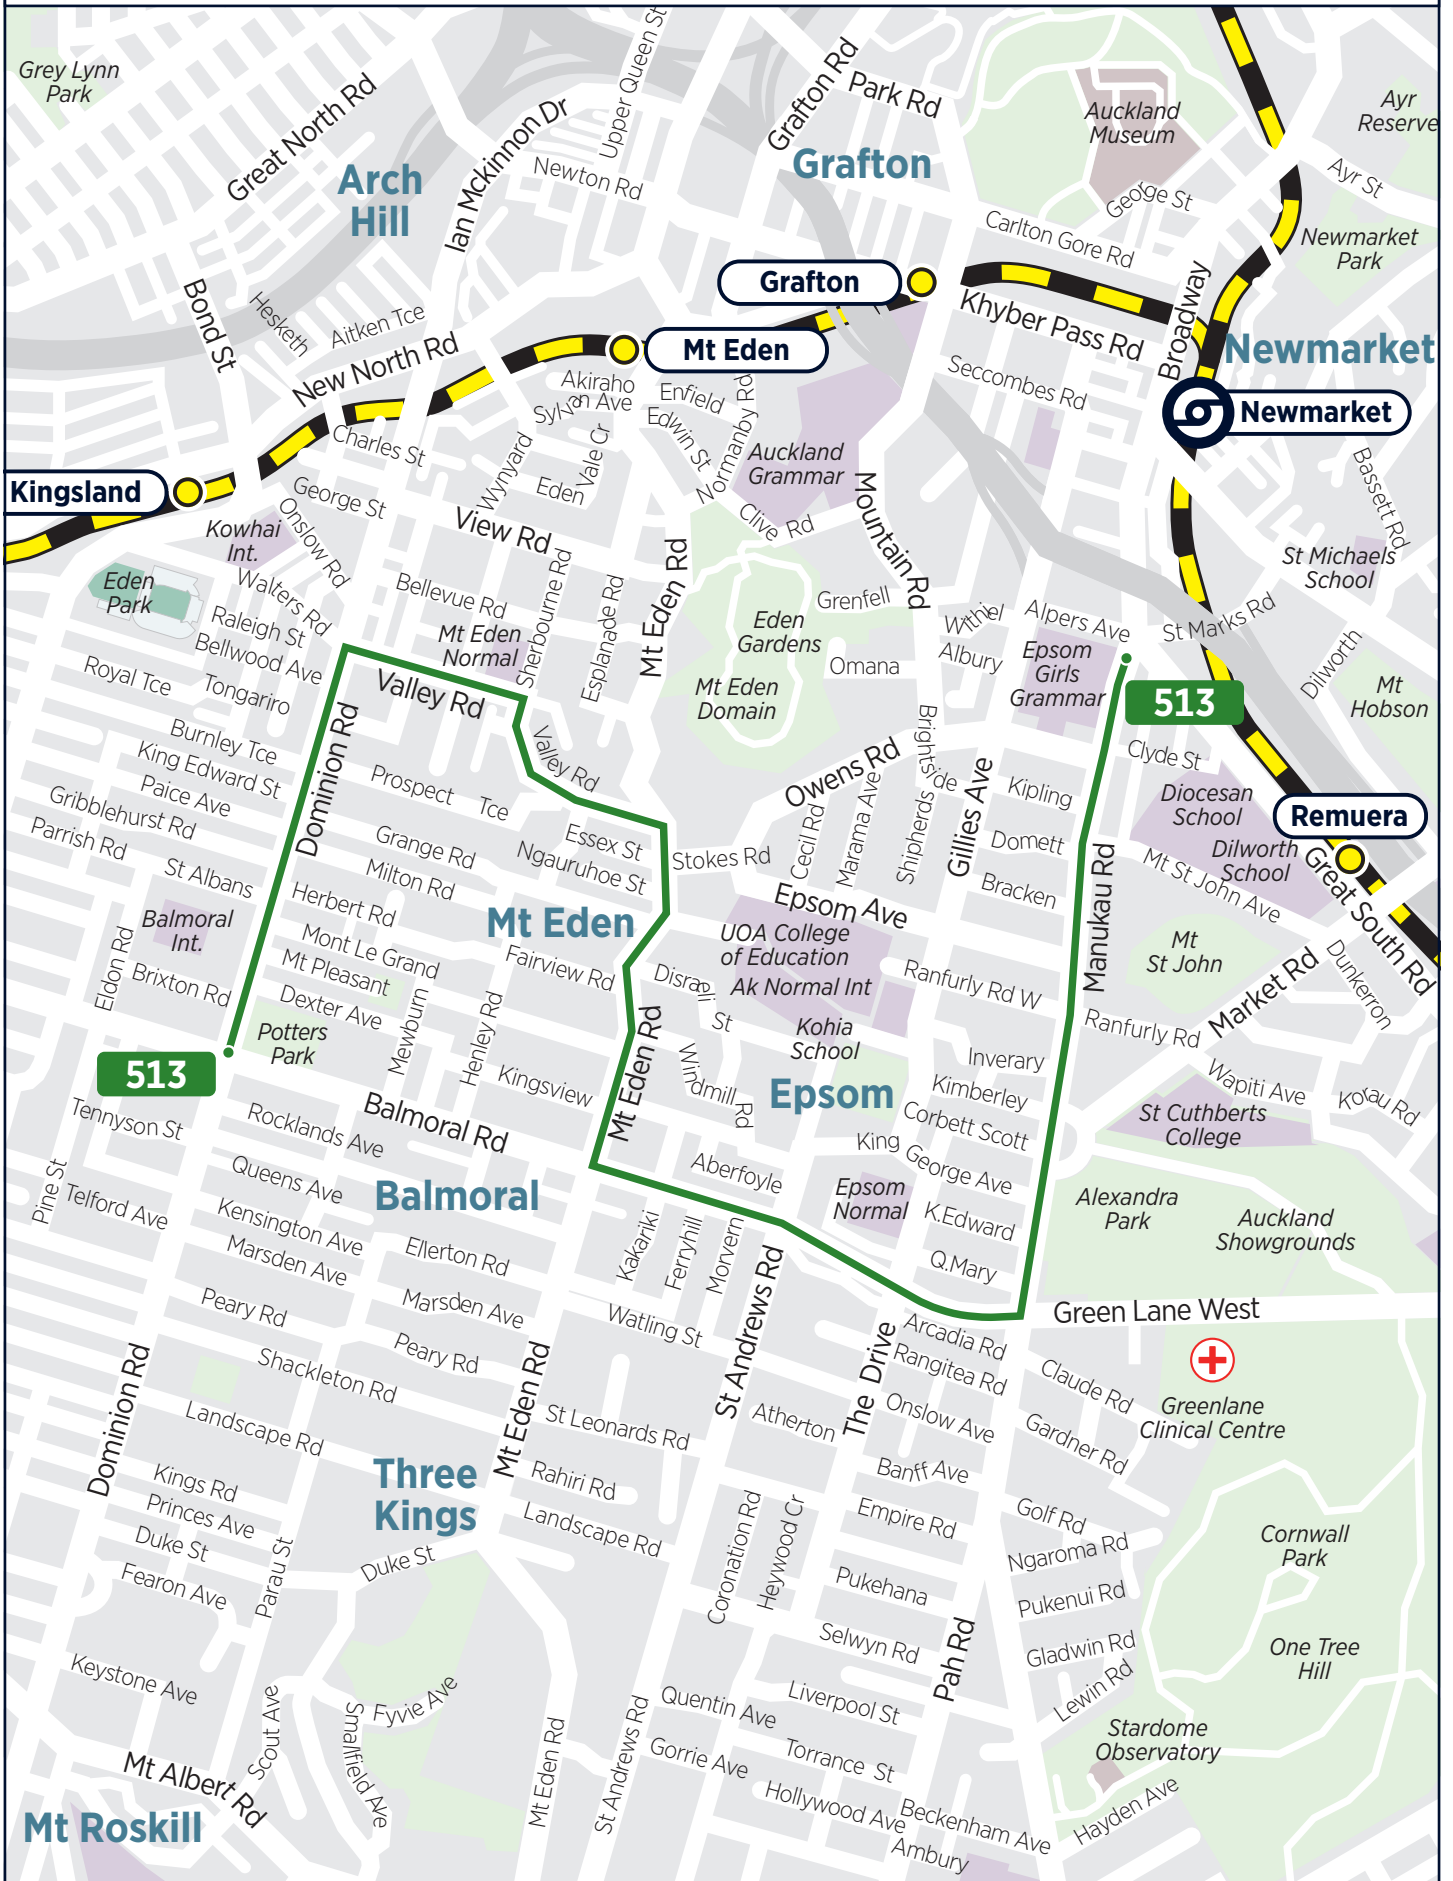 Grey Lynn
Park
Great North Rd
Arch
Hill
Ian Mckinnon Dr
Upper Queen St
Newton Rd
Grafton Rd
Park Rd
Grafton
Auckland
Museum
George St
Ayr
Reserve
Ayr St
Newmarket
Park
Carlton Gore Rd
Broadway
Grafton
Khyber Pass Rd
Newmarket
Newmarket
Seccombes Rd
Bond St
Hesketh
Aitken Tce
New North Rd
Mt Eden
Akiraho
Sylvan Ave
Enfield
Edwin St
Normanby Rd
Charles St
Wynyard
Vale Cr
Eden
Auckland
Grammar
Mountain Rd
Bassett Rd
Kingsland
George St
Onslow Rd
Kowhai
Int.
View Rd
Clive Rd
St Michaels
School
Eden
Park
Walters Rd
Raleigh St
Bellwood Ave
Bellevue Rd
Mt Eden
Normal
Sherbourne Rd
Esplanade Rd
Mt Eden Rd
Eden
Gardens
Mt Eden
Domain
Grenfell
Omana
Withiel
Albury
Alpers Ave
St Marks Rd
Epsom
Girls
Grammar
513
Dilworth
Mt
Hobson
Royal Tce
Tongariro
Valley Rd
Valley Rd
Burnley Tce
King Edward St
Paice Ave
Gribblehurst Rd
Parrish Rd
Dominion Rd
Prospect Tce
Brightside
Owens Rd
Clyde St
Diocesan
School
Remuera
Dilworth
School
Great South Rd
Kipling
Gillies Ave
Domett
Shipherds
Marama Ave
Cecil Rd
Essex St
Ngauruhoe St
Stokes Rd
Grange Rd
Milton Rd
St Albans
Herbert Rd
Bracken
Epsom Ave
Manukau Rd
Mt St John Ave
Balmoral
Int.
Mt Eden
UOA College
of Education
Ak Normal Int
Ranfurly Rd W
Mt
St John
Market Rd
Dunkerron
Eldon Rd
Brixton Rd
Mont Le Grand
Mt Pleasant
Dexter Ave
Fairview Rd
Disraeli
St
Kohia
School
Ranfurly Rd
Potters
Park
Mewburn
Henley Rd
Mt Eden Rd
Windmill Rd
Inverary
Epsom
Kimberley
Corbett Scott
Wapiti Ave
Korau Rd
St Cuthberts
College
513
Kingsview
Tennyson St
Rocklands Ave
Balmoral Rd
King
George Ave
Aberfoyle
Queens Ave
Balmoral
Epsom
Normal
K.Edward
Alexandra
Park
Auckland
Showgrounds
Pine St
Telford Ave
Kensington Ave
Marsden Ave
Ellerton Rd
Kakariki
Ferryhill
Morvern
Q.Mary
Peary Rd
Marsden Ave
Watling St
St Andrews Rd
Green Lane West
Arcadia Rd
Rangitea Rd
The Drive
Peary Rd
Shackleton Rd
Mt Eden Rd
Claude Rd
Greenlane
Clinical Centre
Dominion Rd
Landscape Rd
St Leonards Rd
Atherton
Onslow Ave
Gardner Rd
Three
Kings
Rahiri Rd
Banff Ave
Kings Rd
Princes Ave
Duke St
Fearon Ave
Landscape Rd
Coronation Rd
Heywood Cr
Empire Rd
Golf Rd
Ngaroma Rd
Cornwall
Park
Parau St
Duke St
Pukehana
Pukenui Rd
Selwyn Rd
Pah Rd
Gladwin Rd
Lewin Rd
One Tree
Hill
Keystone Ave
Scout Ave
Smallfield Ave
Fyvie Ave
Quentin Ave
Liverpool St
Stardome
Observatory
Mt Albert Rd
Mt Eden Rd
St Andrews Rd
Gorrie Ave
Torrance St
Hollywood Ave
Beckenham Ave
Hayden Ave
Ambury
Mt Roskill